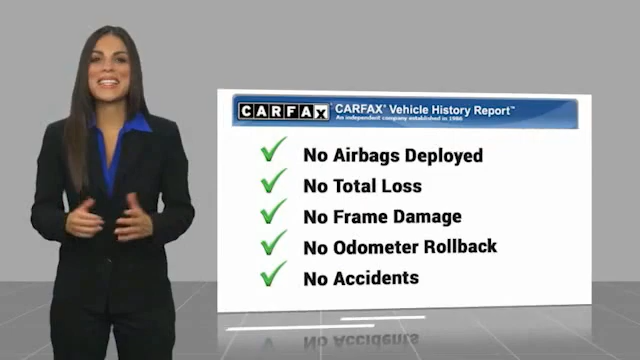 CARFAX CARFAX® Vehicle History Report™
An independent company established in 1986
No Airbags Deployed
No Total Loss
No Frame Damage
No Odometer Rollback
No Accidents